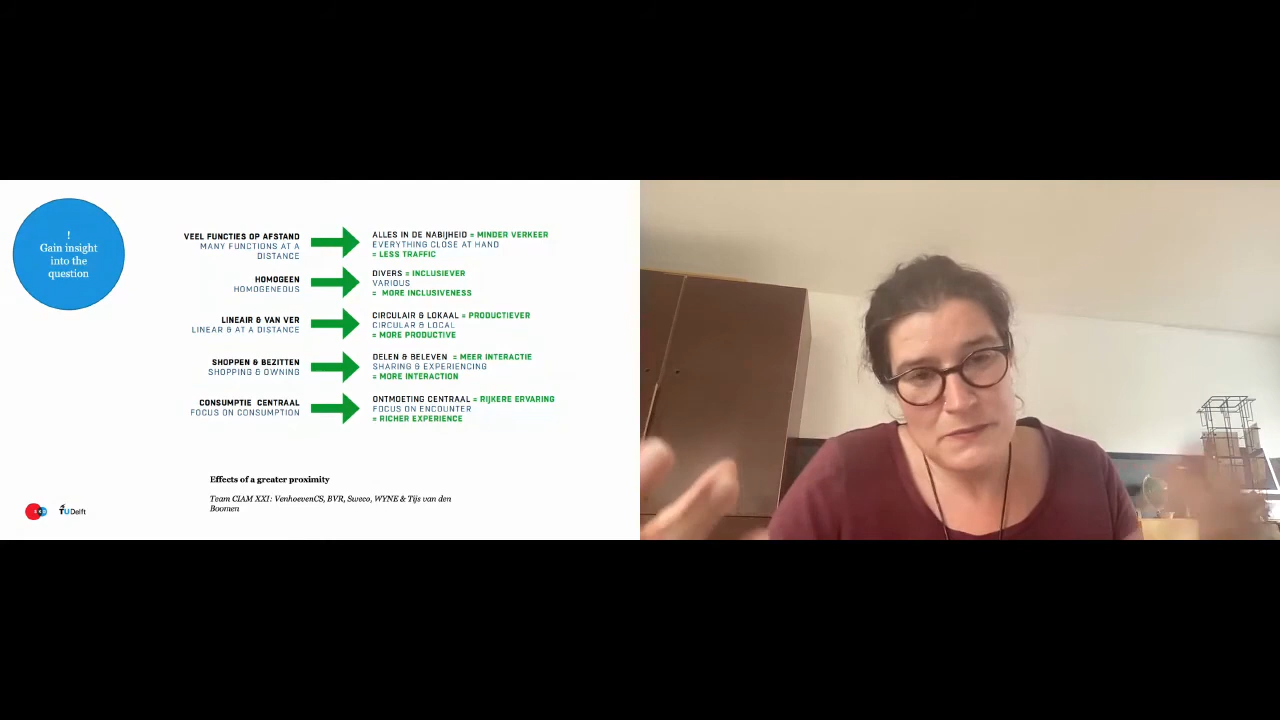 !
Gain insight
into the
question
VEEL FUNCTIES OP AFSTAND
MANY FUNCTIONS AT A
DISTANCE
ALLES IN DE NABIJHEID = MINDER VERKEER
EVERYTHING CLOSE AT HAND
= LESS TRAFFIC
HOMOGEEN
HOMOGENEOUS
DIVERS = INCLUSIEVER
VARIOUS
= MORE INCLUSIVENESS
LINEAIR & VAN VER
LINEAR & AT A DISTANCE
CIRCULAIR & LOKAAL = PRODUCTIEVER
CIRCULAR & LOCAL
= MORE PRODUCTIVE
SHOPPEN & BEZITTEN
SHOPPING & OWNING
DELEN & BELEVEN = MEER INTERACTIE
SHARING & EXPERIENCING
= MORE INTERACTION
CONSUMPTIE CENTRAAL
FOCUS ON CONSUMPTION
ONTMOETING CENTRAAL = RIJKERE ERVARING
FOCUS ON ENCOUNTER
= RICHER EXPERIENCE
Effects of a greater proximity
Team CIAM XXI: VenhoevenCS, BVR, Sweco, WYNE & Tijs van den
Boomen
TU Delft